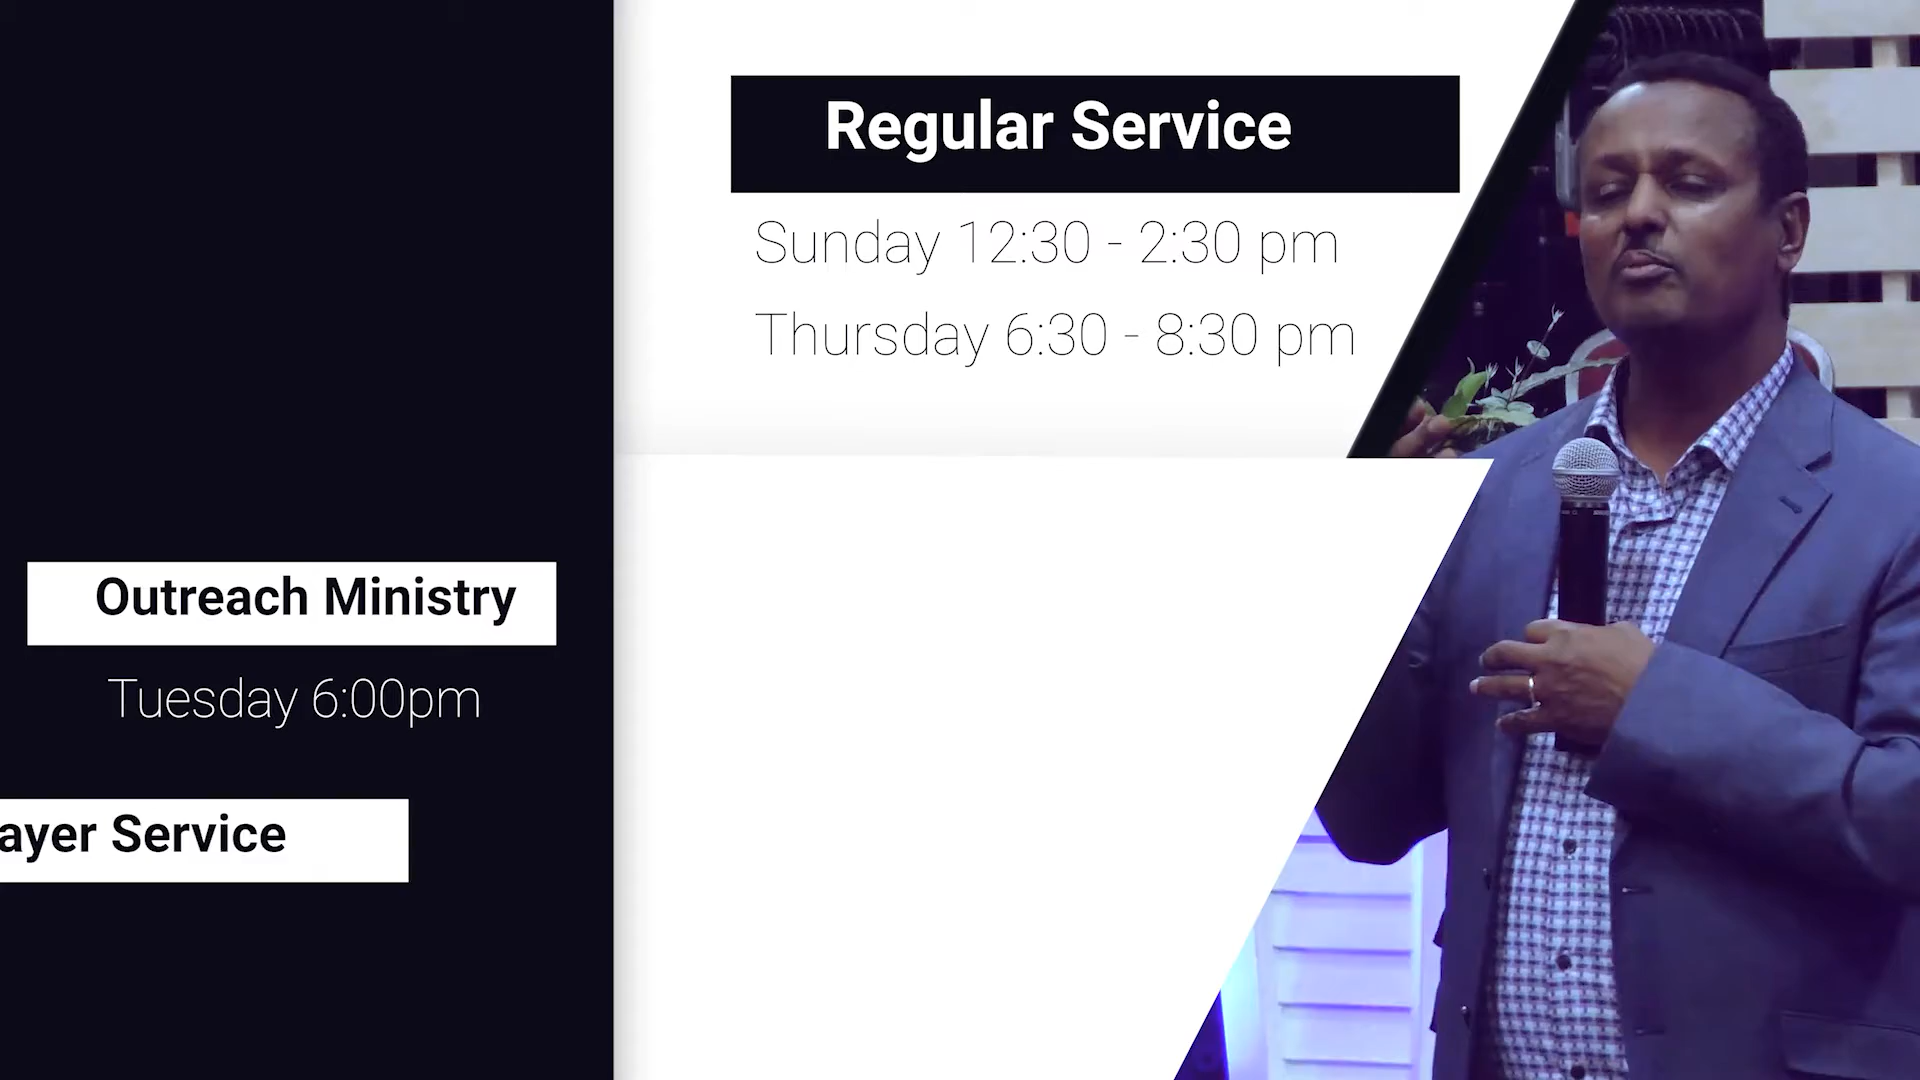 Regular Service
Sunday 12:30 - 2:30 pm
Thursday 6:30 - 8:30 pm
Outreach Ministry
Tuesday 6:00pm
ayer Service